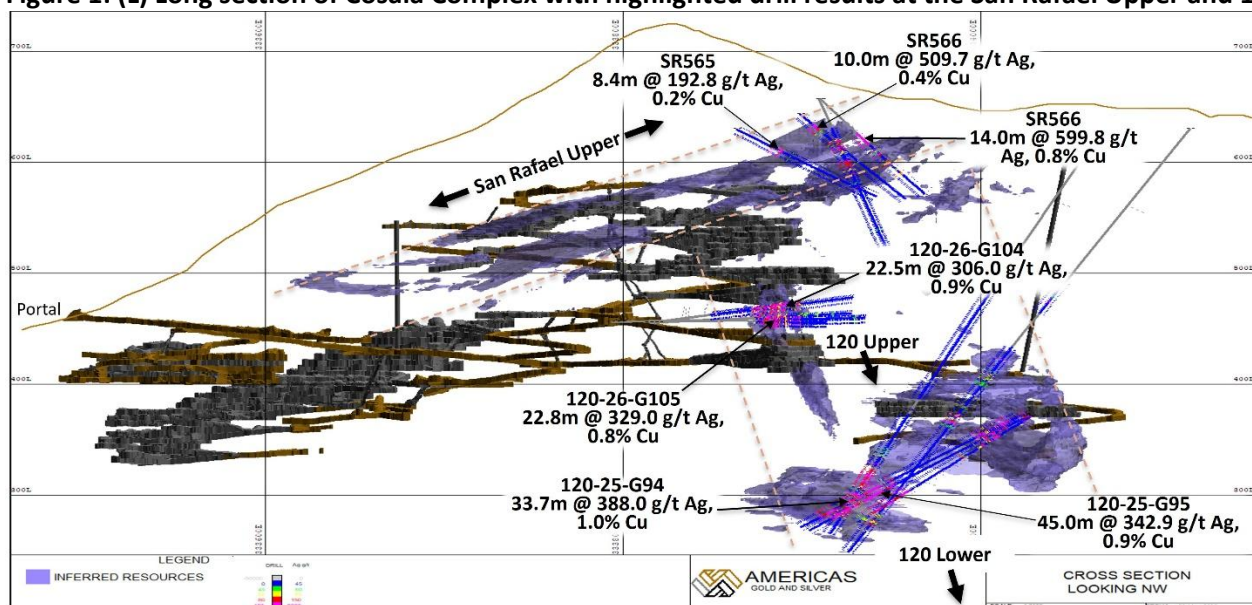 Figure 1: (L) Long section of Cosalá Complex with highlighted drill results at the San Rafael Upper and
700L
SR566
10.0m @ 509.7 g/t Ag,
0.4% Cu
SR565
8.4m @ 192.8 g/t Ag,
0.2% Cu
SR566
14.0m @ 599.8 g/t
Ag, 0.8% Cu
600L
600L
San Rafael Upper
500L
500L
120-26-G104
22.5m @ 306.0 g/t Ag,
0.9% Cu
Portal
120 Upper
400L
400L
120-26-G105
22.8m @ 329.0 g/t Ag,
0.8% Cu
120-25-G94
33.7m @ 388.0 g/t Ag,
1.0% Cu
120-25-G95
45.0m @ 342.9 g/t Ag,
0.9% Cu
300L
120 Lower
LEGEND
INFERRED RESOURCES
DRILL
AMERICAS
GOLD AND SILVER
CROSS SECTION
LOOKING NW